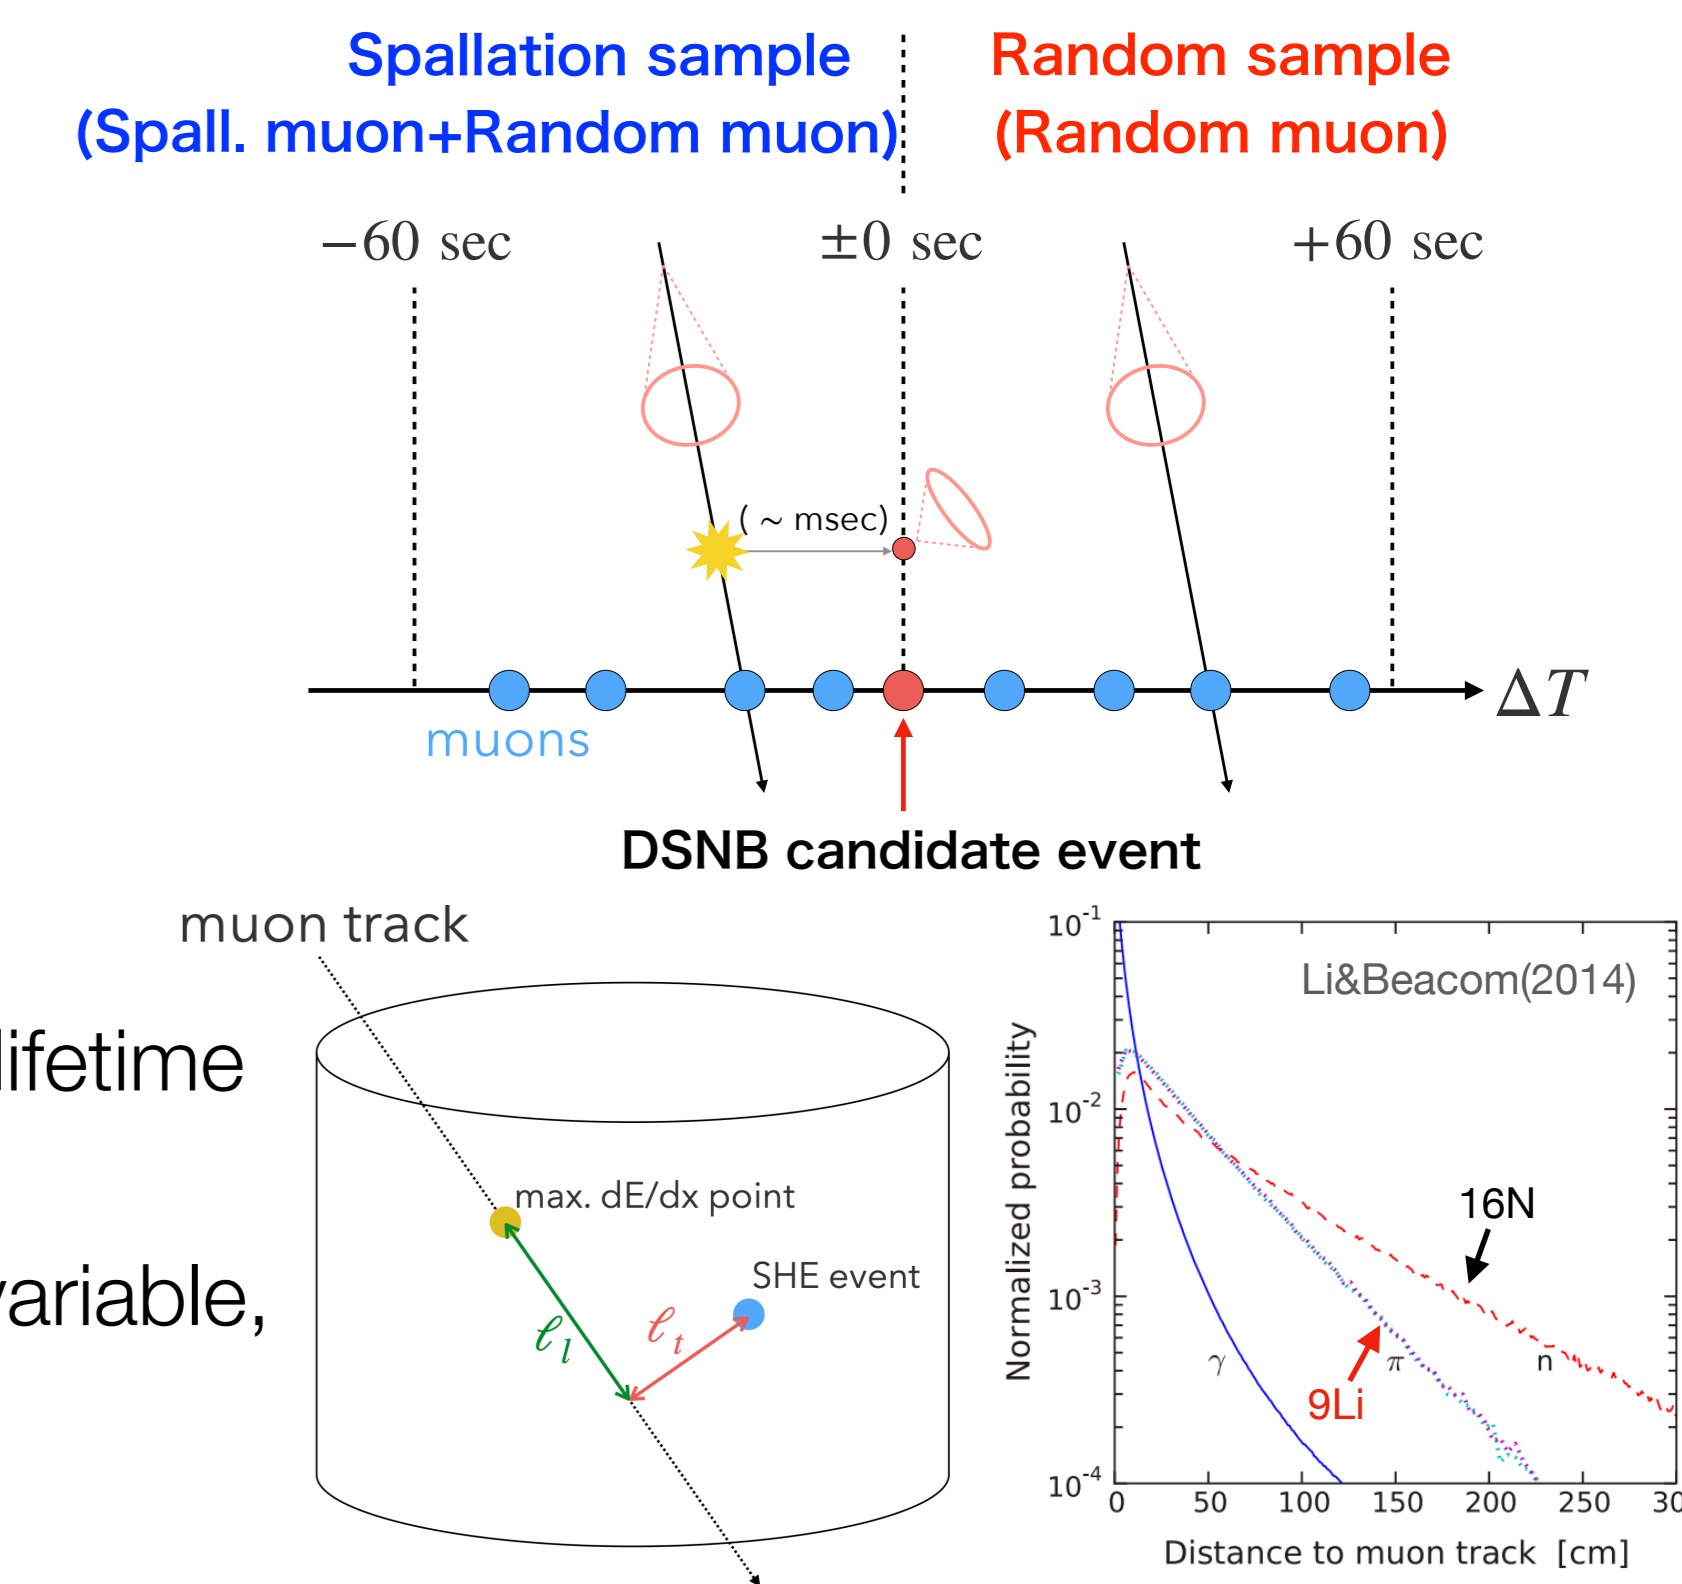 Spallation sample
(Spall. muon+Random muon)
Random sample
(Random muon)
−60 sec
±0 sec
+60 sec
( ~ msec)
ΔT
muons
DSNB candidate event
muon track
lifetime
variable,
max. dE/dx point
SHE event
ℓl
ℓt
Li&Beacom(2014)
Normalized probability
10-1
10-2
10-3
10-4
16N
9Li
γ
π
n
0 50 100 150 200 250 30
Distance to muon track [cm]